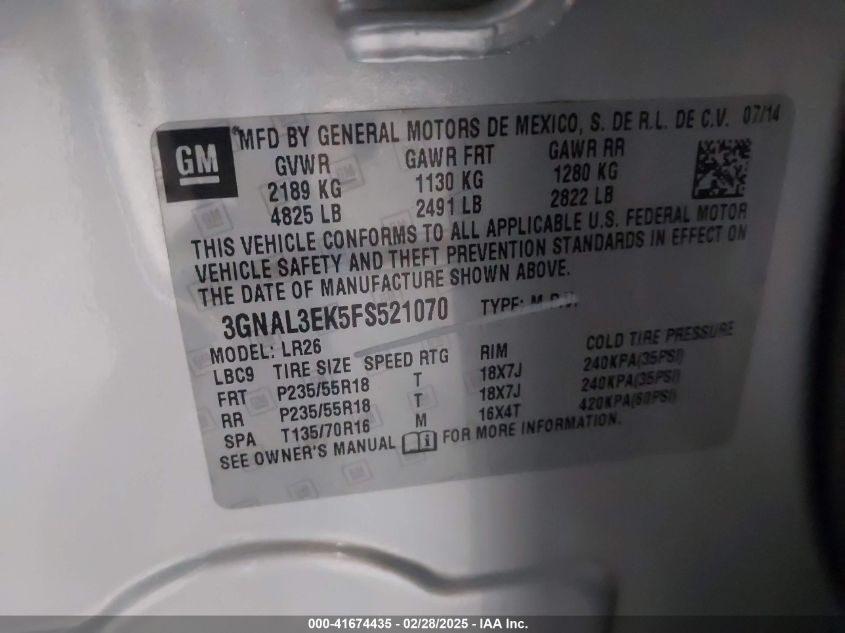 GM
*MFD BY GENERAL MOTORS DE MEXICO, S. DE R.L. DE C.V. 07/14
GVWR GAWR FRT GAWR RR
2189 KG 1130 KG 1280 KG
4825 LB 2491 LB 2822 LB
THIS VEHICLE CONFORMS TO ALL APPLICABLE U.S. FEDERAL MOTOR
VEHICLE SAFETY AND THEFT PREVENTION STANDARDS IN EFFECT ON
THE DATE OF MANUFACTURE SHOWN ABOVE.
3GNAL3EK5FS521070 TYPE: M.P.V.
MODEL: LR26
LBC9 TIRE SIZE SPEED RTG RIM COLD TIRE PRESSURE
FRT P235/55R18 T 18X7J 240KPA(35PSI)
RR P235/55R18 T 18X7J 240KPA(35PSI)
SPA T135/70R16 M 16X4T 420KPA(60PSI)
SEE OWNER'S MANUAL FOR MORE INFORMATION.
000-41674435 - 02/28/2025 - IAA Inc.